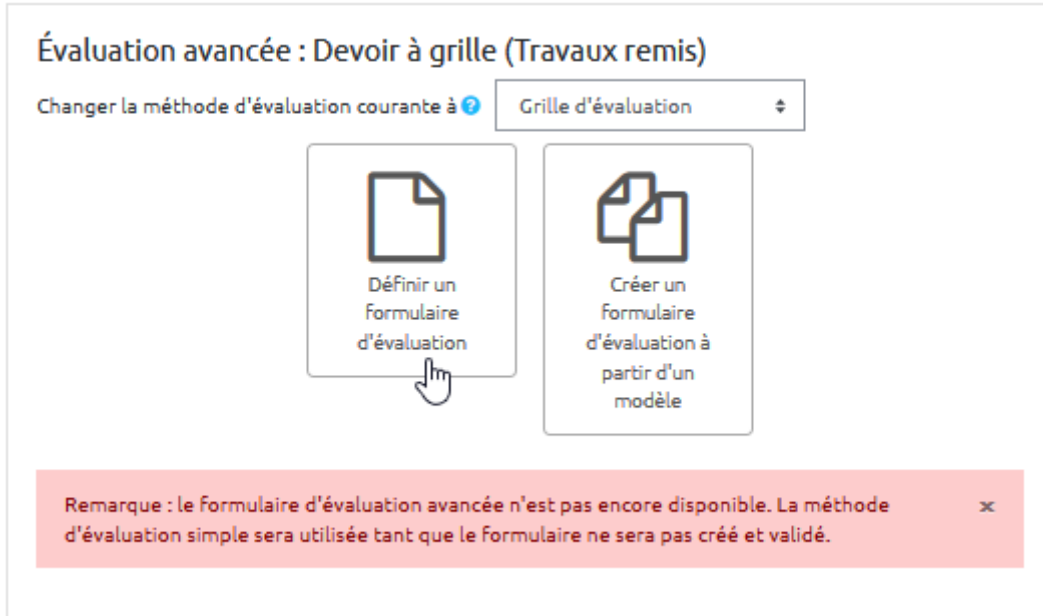 Évaluation avancée : Devoir à grille (Travaux remis)
Changer la méthode d'évaluation courante à ? Grille d'évaluation
Définir un
formulaire
d'évaluation
Créer un
formulaire
d'évaluation à
partir d'un
modèle
Remarque : le formulaire d'évaluation avancée n'est pas encore disponible. La méthode
d'évaluation simple sera utilisée tant que le formulaire ne sera pas créé et validé.